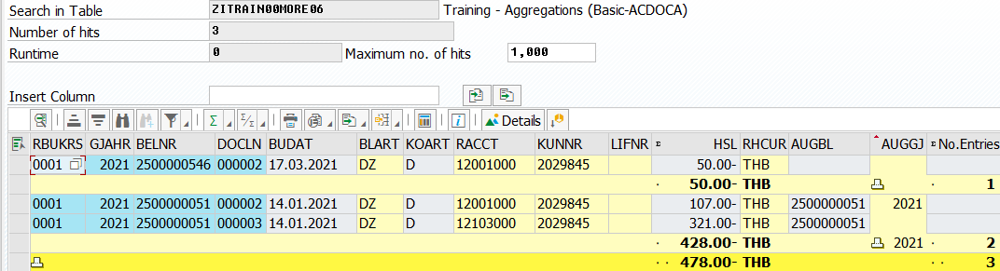 Search in Table ZITRAIN00MORE06 Training - Aggregations (Basic-ACDOCA)
Number of hits 3
Runtime 0 Maximum no. of hits 1,000
Insert Column
Σ Σ/Σ i Details
RBUKRS GJAHR BELNR DOCLN BUDAT BLART KOART RACCT KUNNR LIFNR Σ HSL RHCUR AUGBL AUGGJ Σ No.Entries
0001 2021 2500000546 000002 17.03.2021 DZ D 12001000 2029845 50.00- THB
50.00- THB 1
0001 2021 2500000051 000002 14.01.2021 DZ D 12001000 2029845 107.00- THB 2500000051 2021
0001 2021 2500000051 000003 14.01.2021 DZ D 12103000 2029845 321.00- THB 2500000051
428.00- THB 2021 2
478.00- THB 3